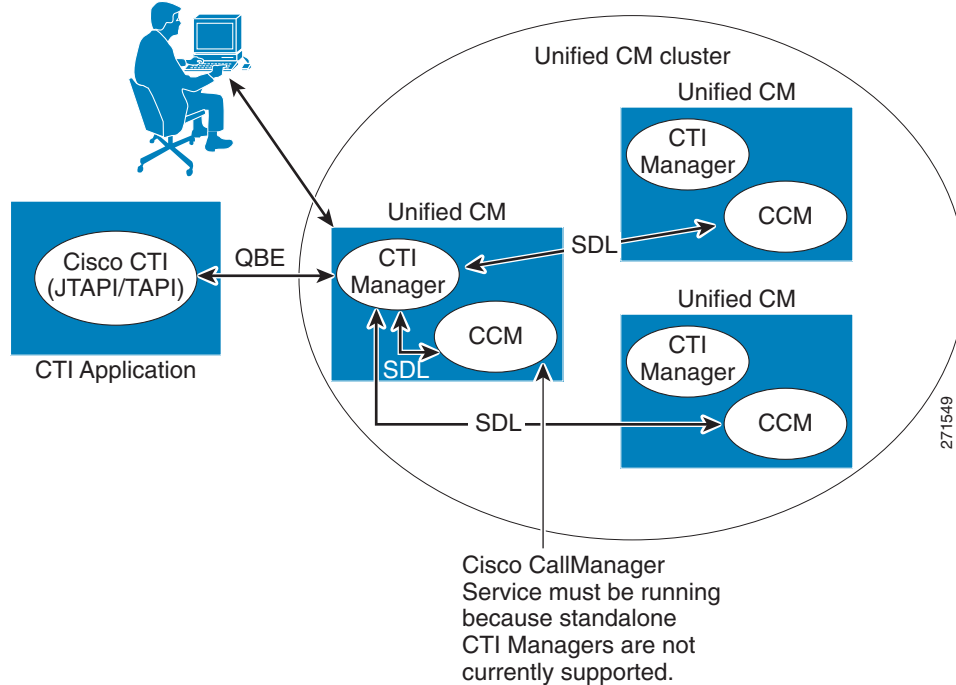 Unified CM cluster
Unified CM
CTI
Manager
CCM
Unified CM
SDL
Cisco CTI
(JTAPI/TAPI)
QBE
CTI
Manager
CCM
SDL
CTI Application
Unified CM
CTI
Manager
CCM
SDL
271549
Cisco CallManager
Service must be running
because standalone
CTI Managers are not
currently supported.